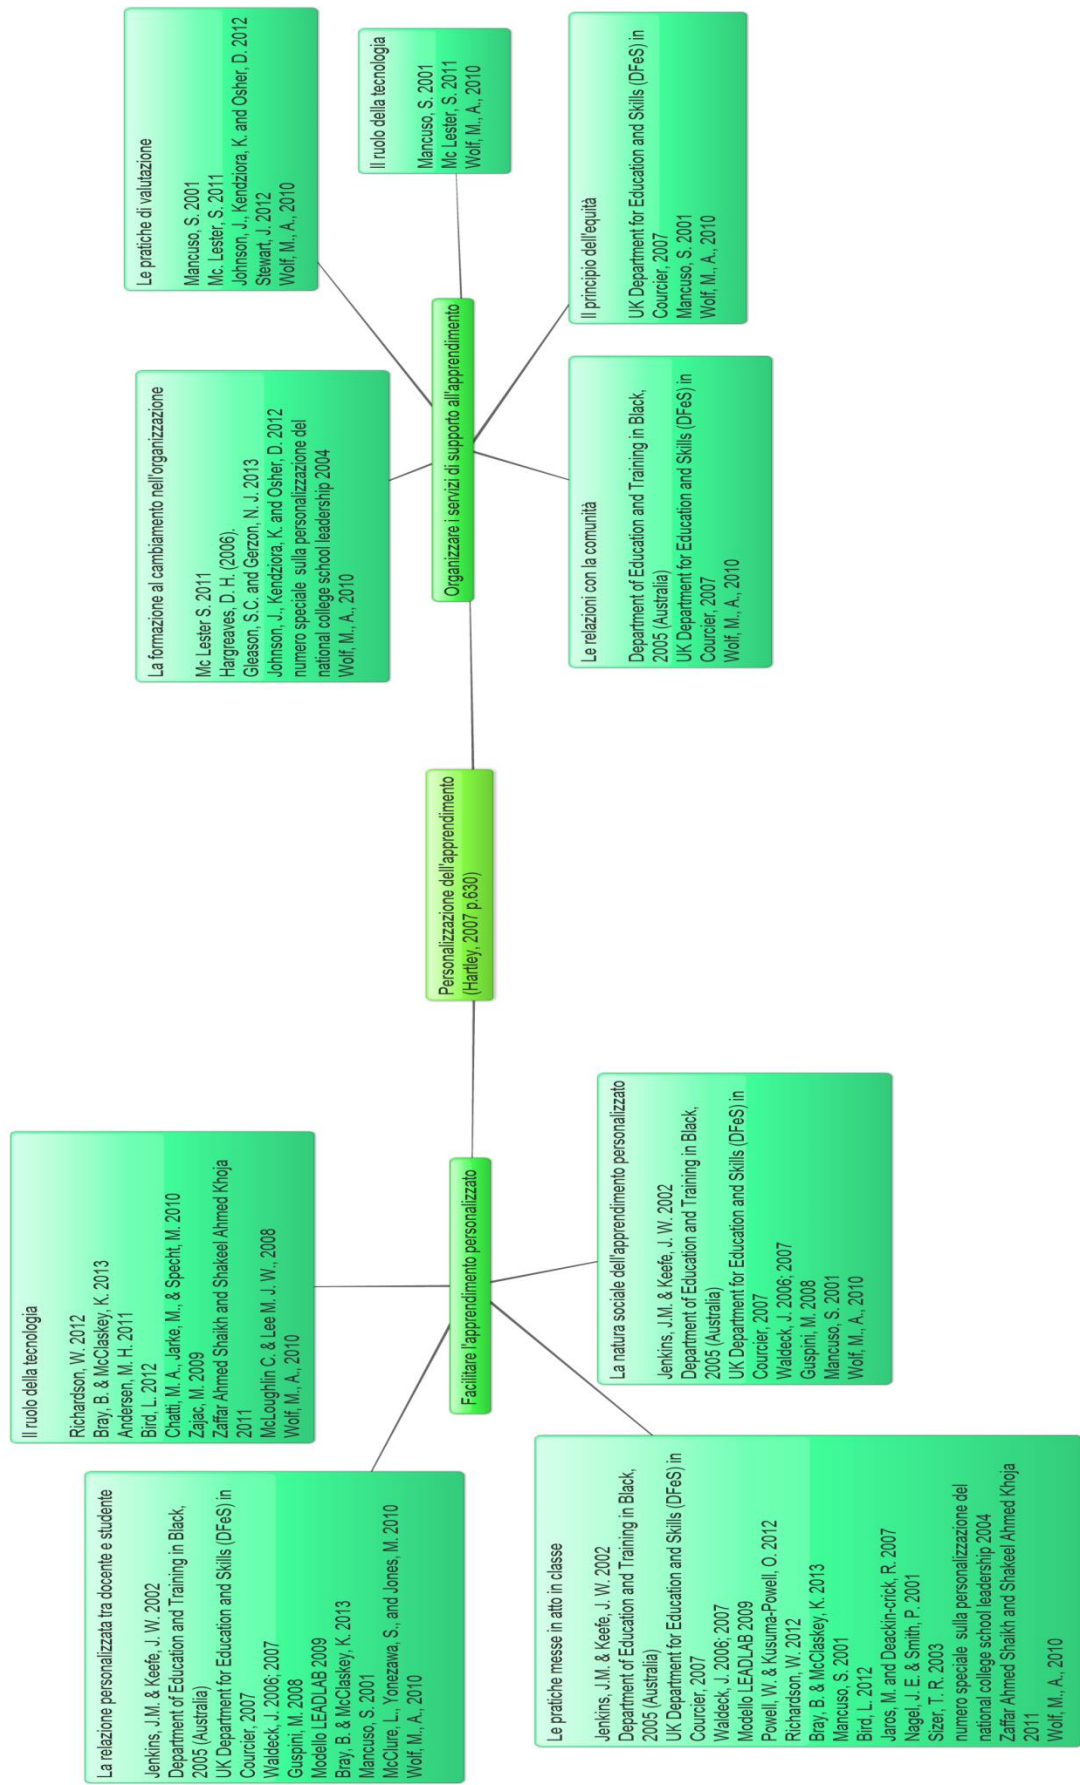 La relazione personalizzata tra docente e studente
Jenkins, J.M. & Keefe, J. W. 2002
Department of Education and Training in Black,
2005 (Australia)
UK Department for Education and Skills (DFeS) in
Courcier, 2007
Waldeck, J. 2006; 2007
Guspini, M. 2008
Modello LEADLAB 2009
Bray, B. & McClaskey, K. 2013
Mancuso, S. 2001
McClure, L., Yonezawa, S., and Jones, M. 2010
Wolf, M., A., 2010
Il ruolo della tecnologia
Richardson, W. 2012
Bray, B. & McClaskey, K. 2013
Andersen, M. H. 2011
Bird, L. 2012
Chatti, M. A., Jarke, M., & Specht, M. 2010
Zajac, M. 2009
Zaffar Ahmed Shaikh and Shakeel Ahmed Khoja
2011
McLoughlin C. & Lee M. J. W., 2008
Wolf, M., A., 2010
Facilitare l'apprendimento personalizzato
Le pratiche messe in atto in classe
Jenkins, J.M. & Keefe, J. W. 2002
Department of Education and Training in Black,
2005 (Australia)
UK Department for Education and Skills (DFeS) in
Courcier, 2007
Waldeck, J. 2006; 2007
Modello LEADLAB 2009
Powell, W. & Kusuma-Powell, O. 2012
Richardson, W. 2012
Bray, B. & McClaskey, K. 2013
Mancuso, S. 2001
Bird, L. 2012
Jaros, M. and Deackin-crick, R. 2007
Nagel, J. E. & Smith, P. 2001
Sizer, T. R. 2003
numero speciale sulla personalizzazione del
national college school leadership 2004
Zaffar Ahmed Shaikh and Shakeel Ahmed Khoja
2011
Wolf, M., A., 2010
La natura sociale dell'apprendimento personalizzato
Jenkins, J.M. & Keefe, J. W. 2002
Department of Education and Training in Black,
2005 (Australia)
UK Department for Education and Skills (DFeS) in
Courcier, 2007
Waldeck, J. 2006; 2007
Guspini, M. 2008
Mancuso, S. 2001
Wolf, M., A., 2010
Personalizzazione dell'apprendimento
(Hartley, 2007 p.630)
La formazione al cambiamento nell'organizzazione
Mc Lester S. 2011
Hargreaves, D. H. (2006).
Gleason, S.C. and Gerzon, N. J. 2013
Johnson, J., Kendziora, K. and Osher, D. 2012
numero speciale sulla personalizzazione del
national college school leadership 2004
Wolf, M., A., 2010
Le pratiche di valutazione
Mancuso, S. 2001
Mc. Lester, S. 2011
Johnson, J., Kendziora, K. and Osher, D. 2012
Stewart, J. 2012
Wolf, M., A., 2010
Il ruolo della tecnologia
Mancuso, S. 2001
Mc Lester, S. 2011
Wolf, M., A., 2010
Organizzare i servizi di supporto all'apprendimento
Le relazioni con la comunità
Department of Education and Training in Black,
2005 (Australia)
UK Department for Education and Skills (DFeS) in
Courcier, 2007
Wolf, M., A., 2010
Il principio dell'equità
UK Department for Education and Skills (DFeS) in
Courcier, 2007
Mancuso, S. 2001
Wolf, M., A., 2010